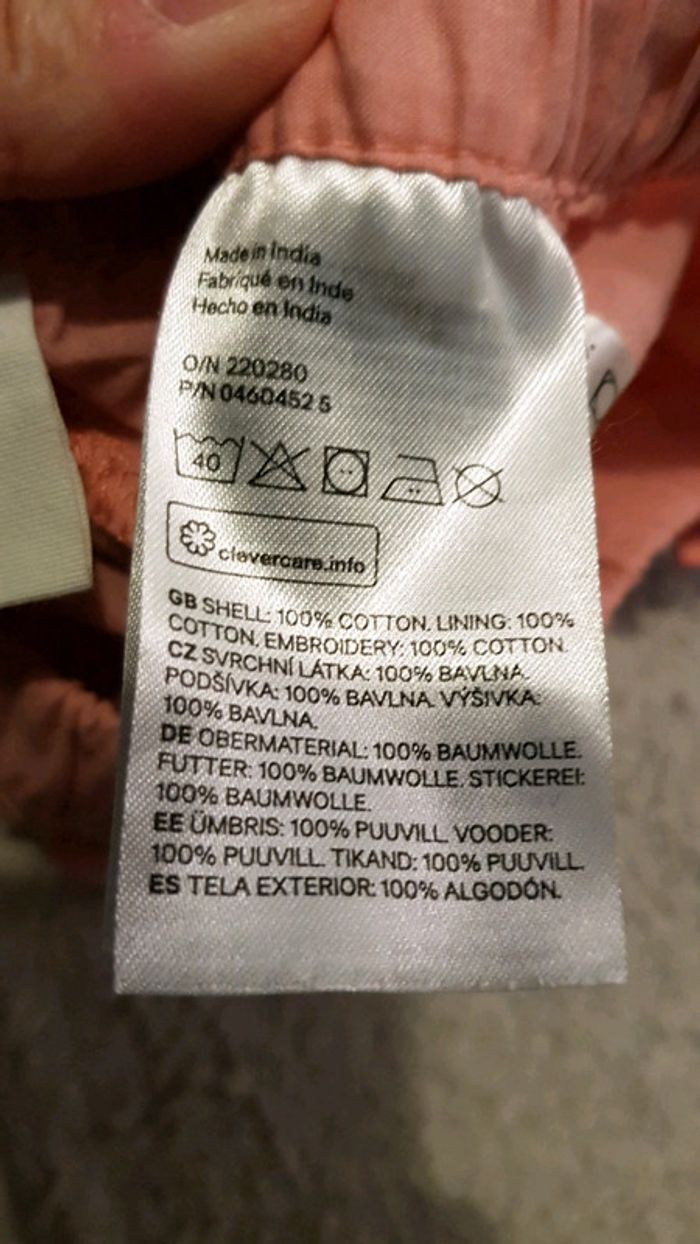 Made in India
Fabriqué en Inde
Hecho en India
O/N 220280
P/N 0460452 5
40
clevercare.info
GB SHELL: 100% COTTON. LINING: 100%
COTTON. EMBROIDERY: 100% COTTON.
CZ SVRCHNÍ LÁTKA: 100% BAVLNA.
PODŠÍVKA: 100% BAVLNA. VÝŠIVKA:
100% BAVLNA.
DE OBERMATERIAL: 100% BAUMWOLLE.
FUTTER: 100% BAUMWOLLE. STICKEREI:
100% BAUMWOLLE.
EE ÜMBRIS: 100% PUUVILL. VOODER:
100% PUUVILL. TIKAND: 100% PUUVILL.
ES TELA EXTERIOR: 100% ALGODÓN.